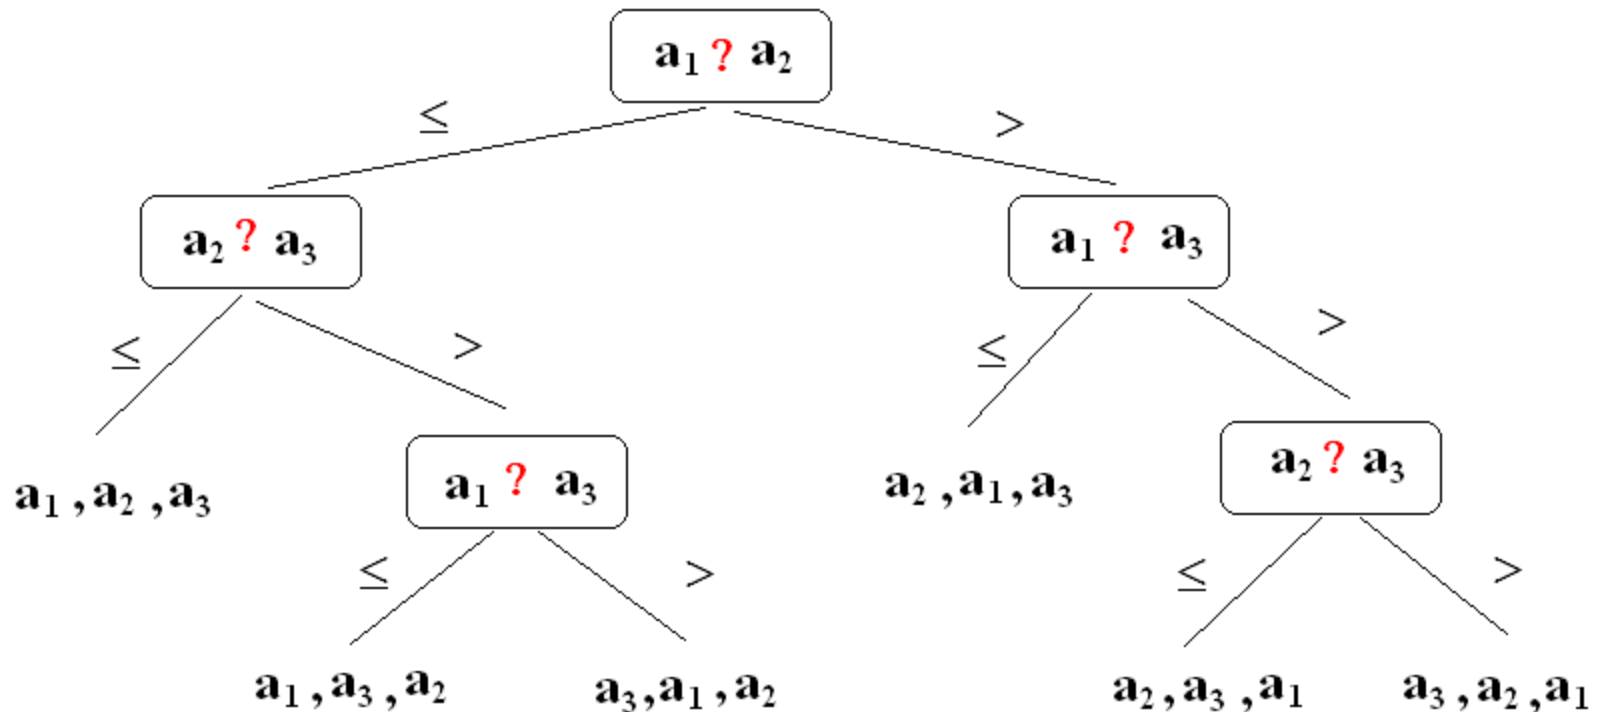 a₁ ? a₂
≤ >
a₂ ? a₃ a₁ ? a₃
≤ > ≤ >
a₁ , a₂ , a₃ a₁ ? a₃ a₂ , a₁ , a₃ a₂ ? a₃
≤ > ≤ >
a₁ , a₃ , a₂ a₃ , a₁ , a₂ a₂ , a₃ , a₁ a₃ , a₂ , a₁